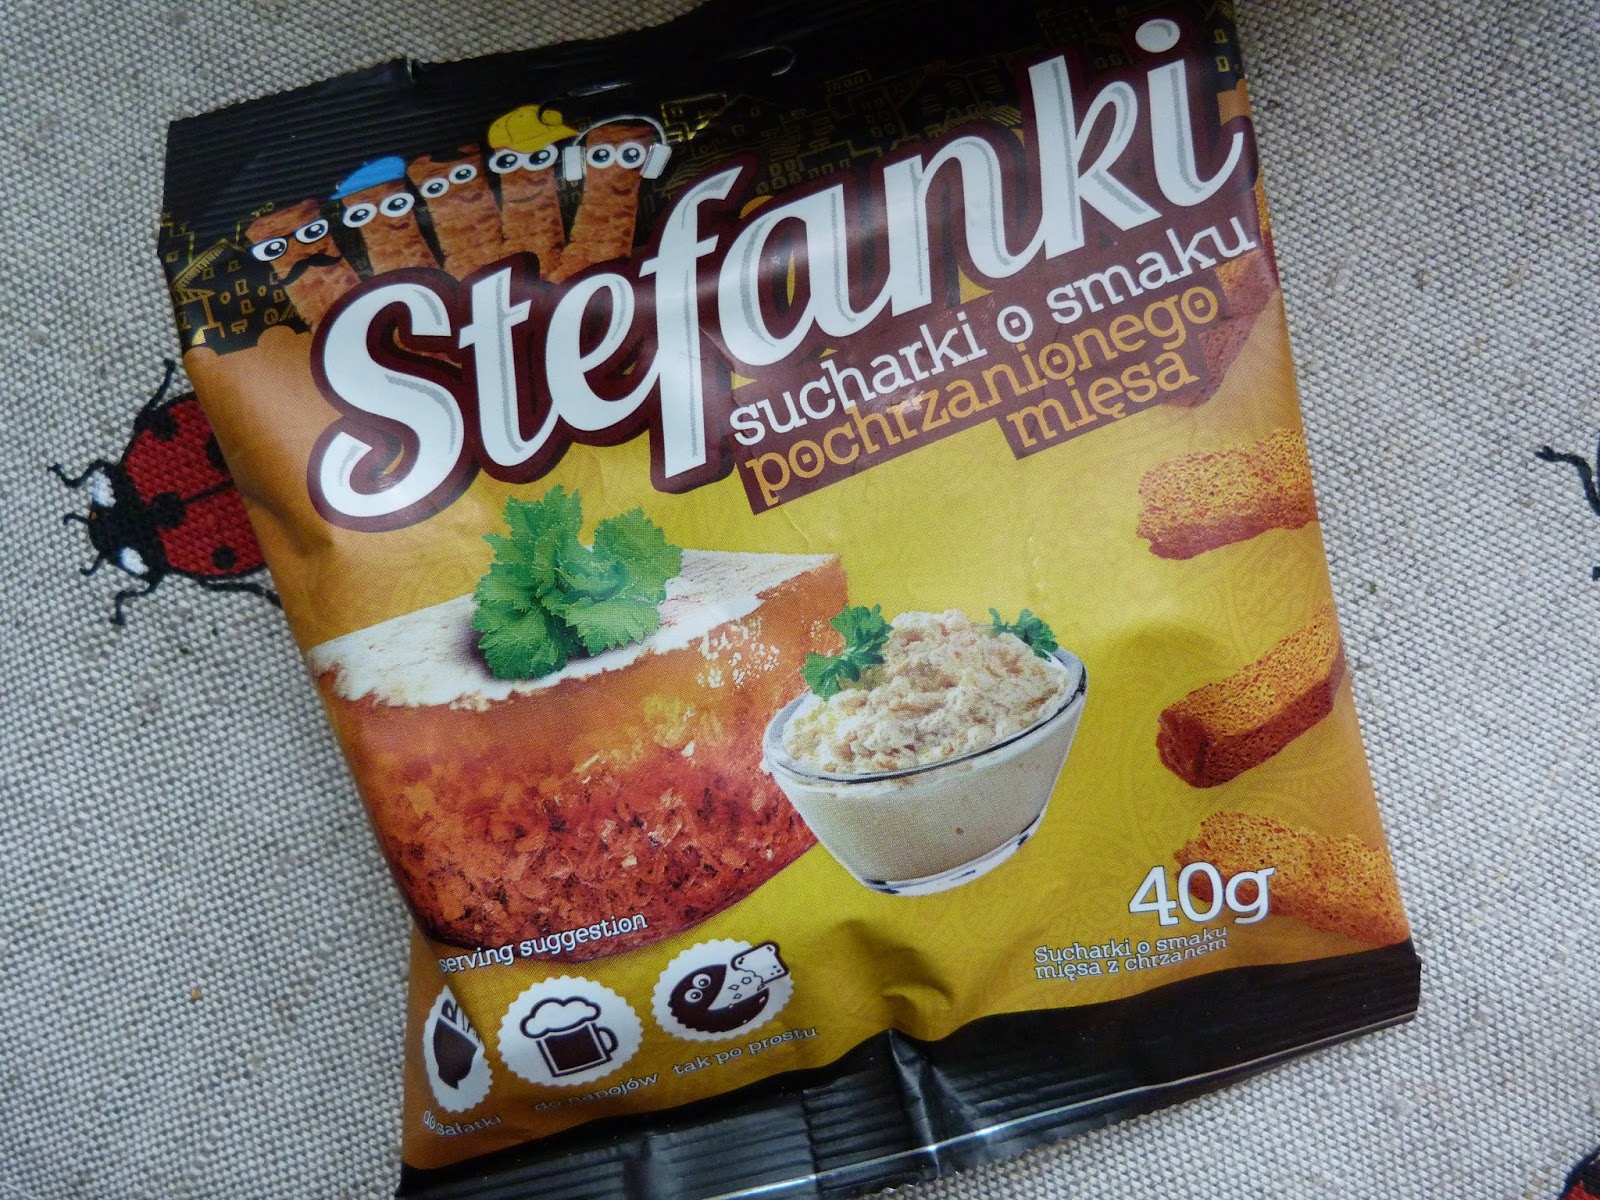 Stefanki
sucharki o smaku
pochrzanionego
mięsa
40g
Sucharki o smaku
mięsa z chrzanem
serving suggestion
do sałatki
do napojów
tak po prostu